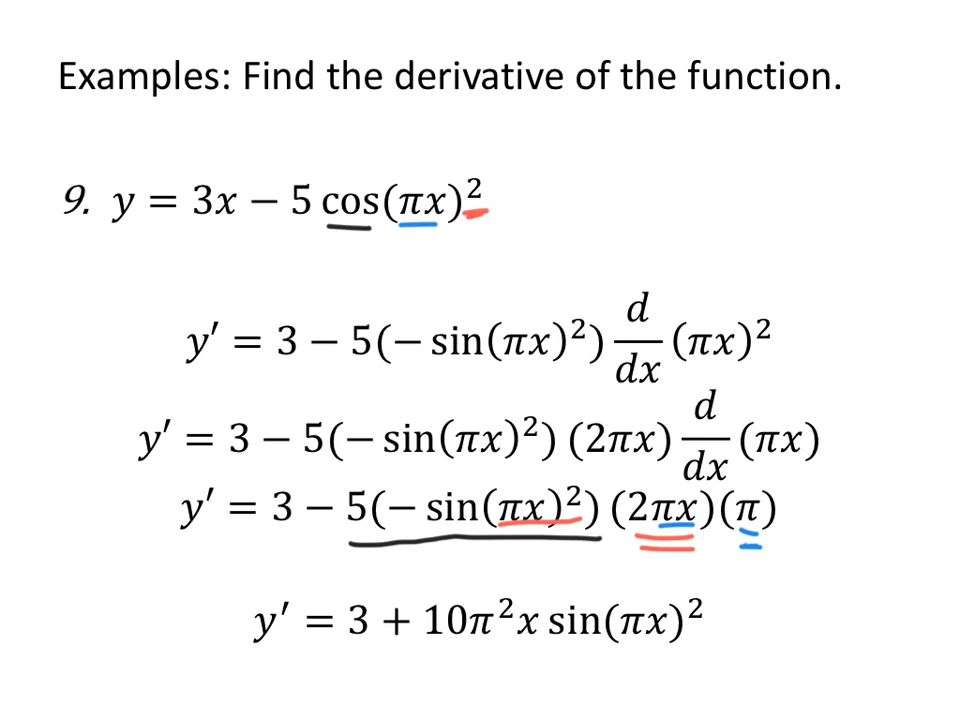 Examples: Find the derivative of the function.
9. y = 3x − 5 cos(πx)²
y′ = 3 − 5(− sin(πx)²) d/dx (πx)²
y′ = 3 − 5(− sin(πx)²) (2πx) d/dx (πx)
y′ = 3 − 5(− sin(πx)²) (2πx)(π)
y′ = 3 + 10π²x sin(πx)²